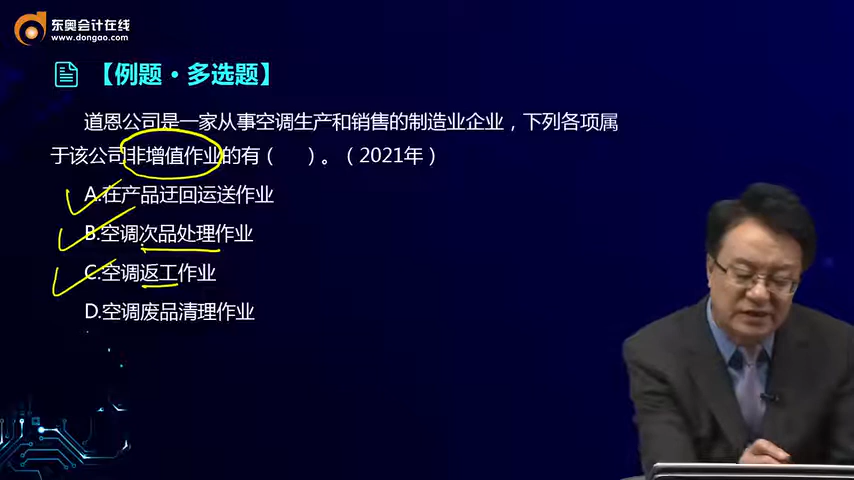 东奥会计在线
www.dongao.com
【例题·多选题】
道恩公司是一家从事空调生产和销售的制造业企业，下列各项属
于该公司非增值作业的有（ ）。（2021年）
A.在产品迂回运送作业
B.空调次品处理作业
C.空调返工作业
D.空调废品清理作业